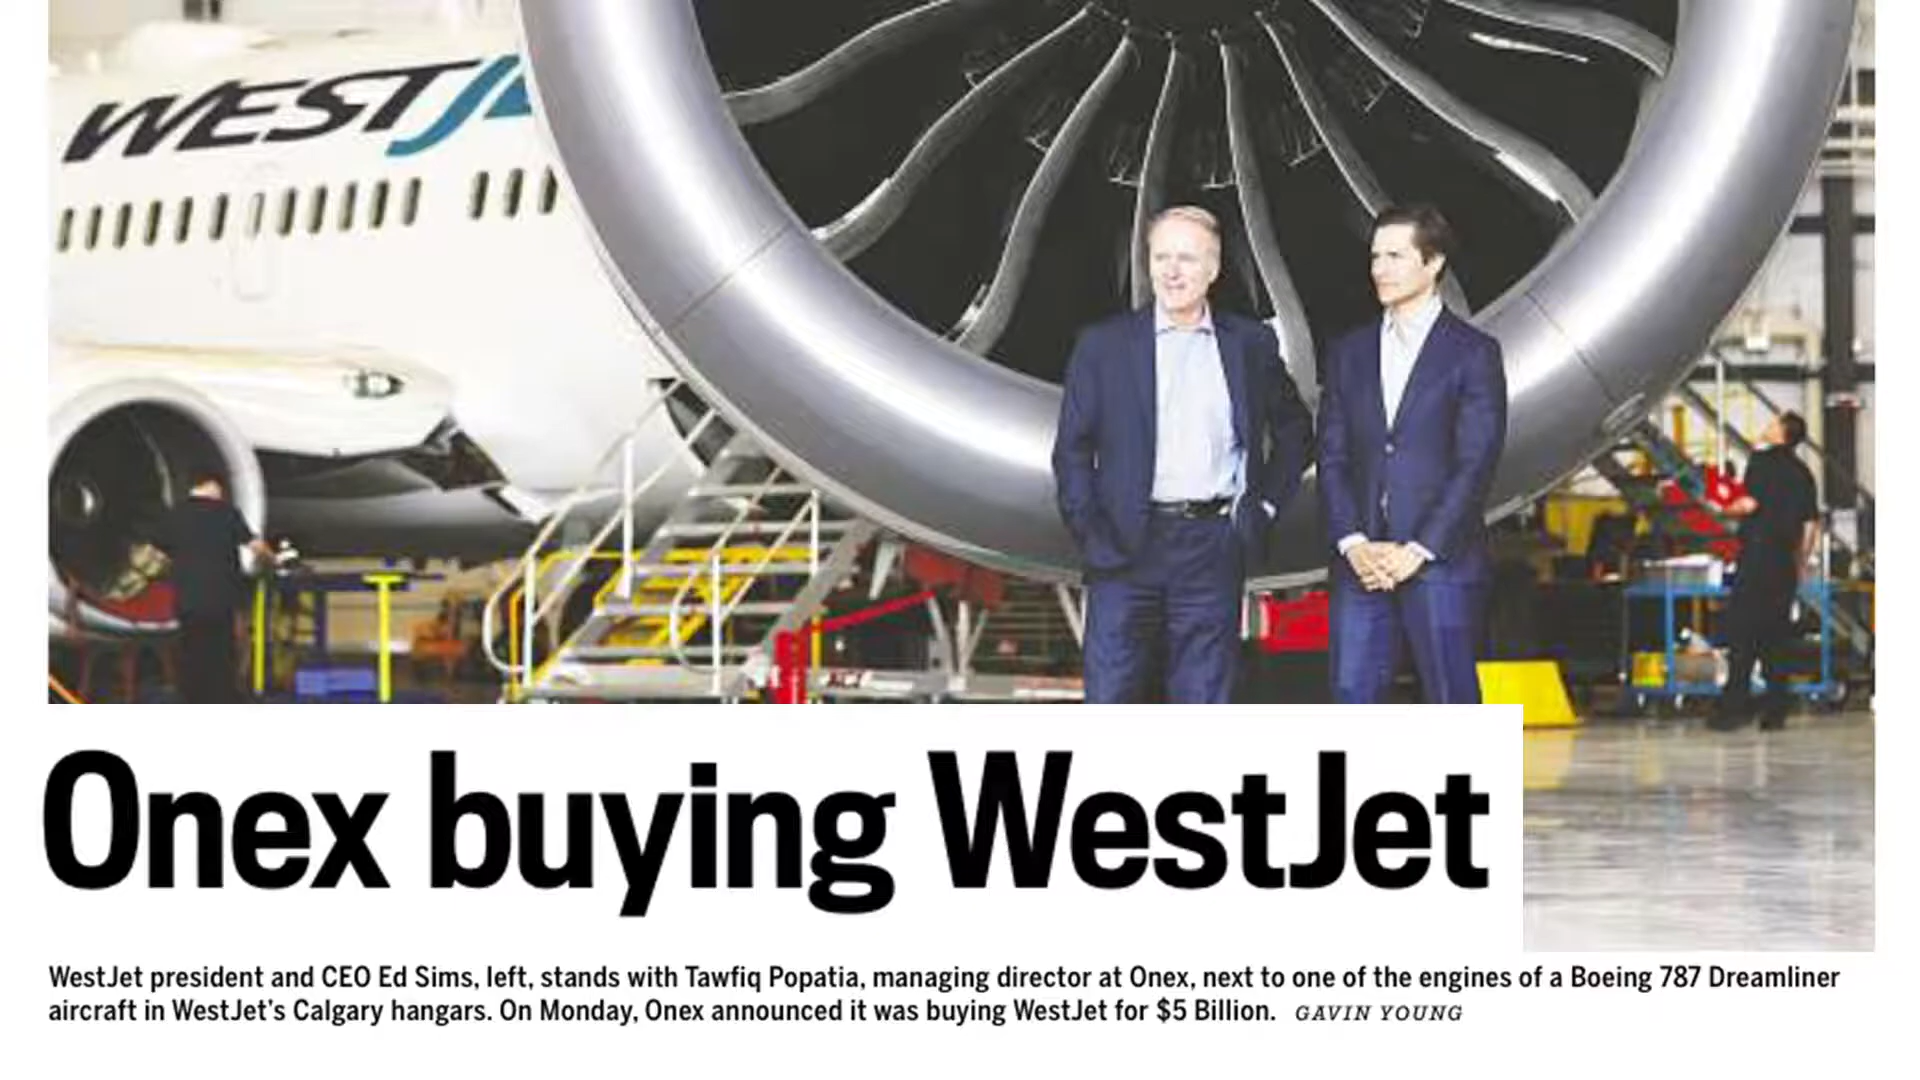 WESTJE
Onex buying WestJet
WestJet president and CEO Ed Sims, left, stands with Tawfiq Popatia, managing director at Onex, next to one of the engines of a Boeing 787 Dreamliner
aircraft in WestJet's Calgary hangars. On Monday, Onex announced it was buying WestJet for $5 Billion. GAVIN YOUNG